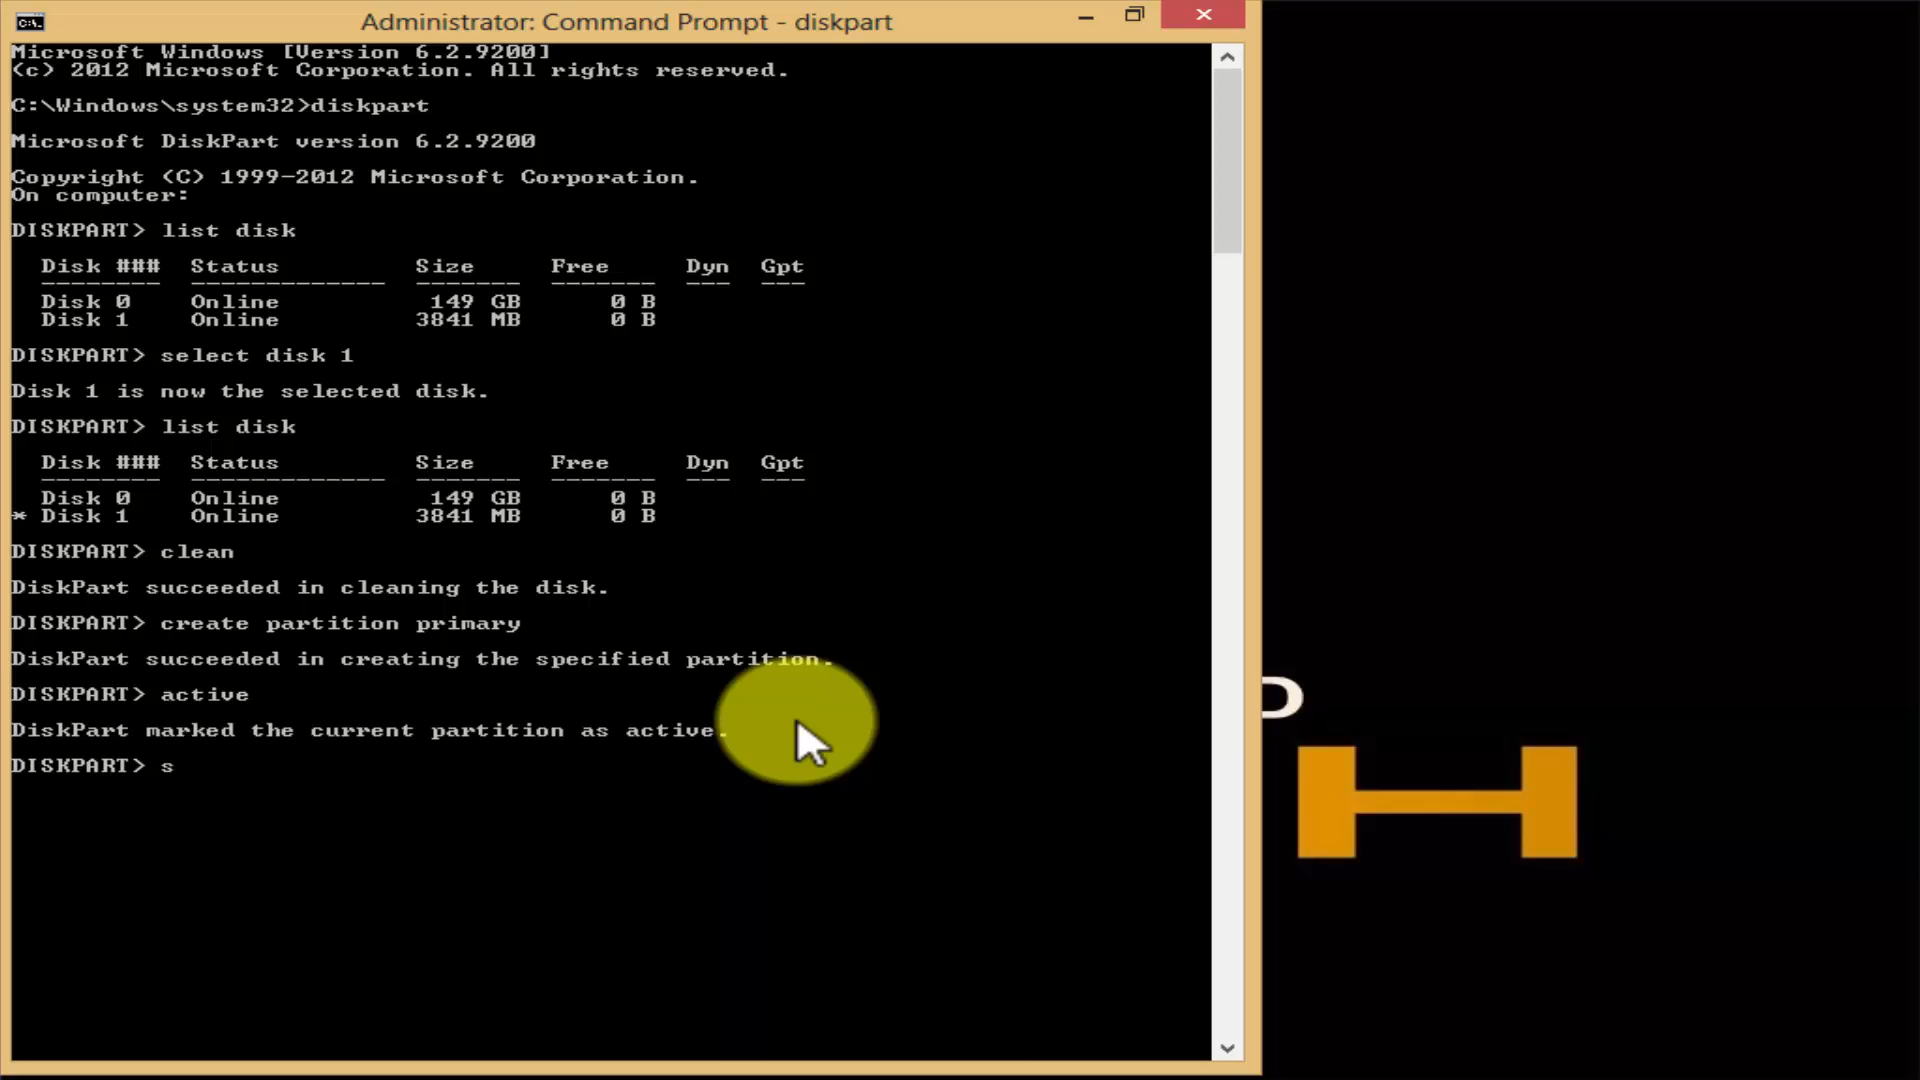 Administrator: Command Prompt - diskpart
Microsoft Windows [Version 6.2.9200]
(c) 2012 Microsoft Corporation. All rights reserved.
C:\Windows\system32>diskpart
Microsoft DiskPart version 6.2.9200
Copyright (C) 1999-2012 Microsoft Corporation.
On computer:
DISKPART> list disk
Disk ### Status Size Free Dyn Gpt
-------- ------------- ------- ------- --- ---
Disk 0 Online 149 GB 0 B
Disk 1 Online 3841 MB 0 B
DISKPART> select disk 1
Disk 1 is now the selected disk.
DISKPART> list disk
Disk ### Status Size Free Dyn Gpt
-------- ------------- ------- ------- --- ---
Disk 0 Online 149 GB 0 B
* Disk 1 Online 3841 MB 0 B
DISKPART> clean
DiskPart succeeded in cleaning the disk.
DISKPART> create partition primary
DiskPart succeeded in creating the specified partition.
DISKPART> active
DiskPart marked the current partition as active.
DISKPART> s